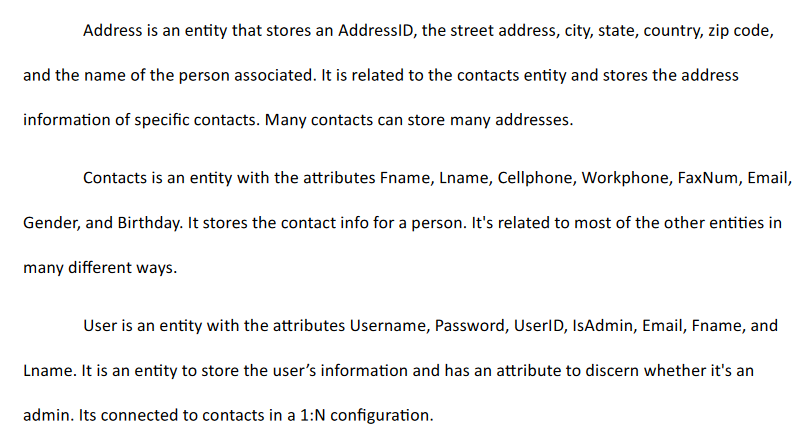 Address is an entity that stores an AddressID, the street address, city, state, country, zip code,
and the name of the person associated. It is related to the contacts entity and stores the address
information of specific contacts. Many contacts can store many addresses.
Contacts is an entity with the attributes Fname, Lname, Cellphone, Workphone, FaxNum, Email,
Gender, and Birthday. It stores the contact info for a person. It's related to most of the other entities in
many different ways.
User is an entity with the attributes Username, Password, UserID, IsAdmin, Email, Fname, and
Lname. It is an entity to store the user’s information and has an attribute to discern whether it's an
admin. Its connected to contacts in a 1:N configuration.